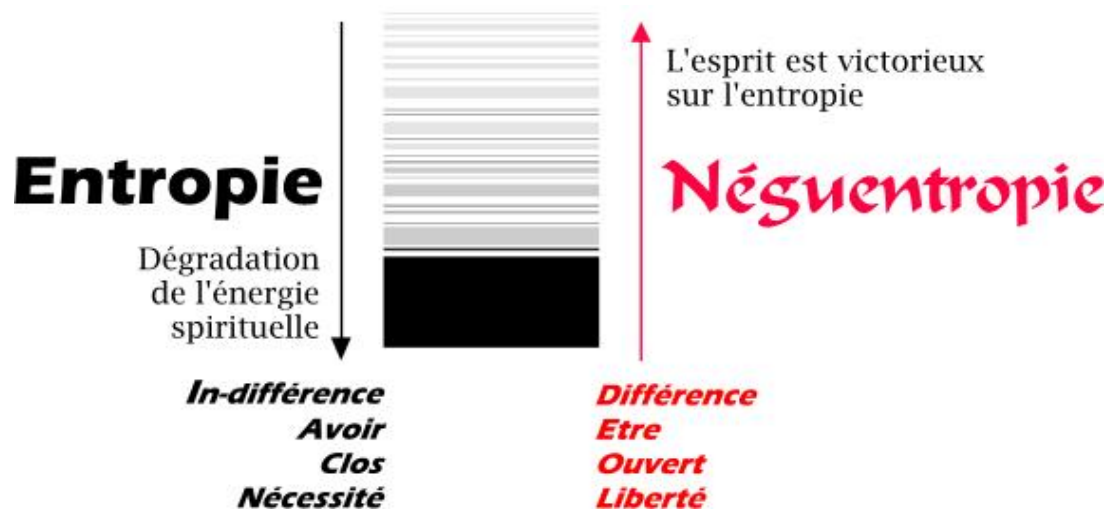 Entropie
Dégradation
de l'énergie
spirituelle
L'esprit est victorieux
sur l'entropie
Néguentropie
In-différence
Avoir
Clos
Nécessité
Différence
Etre
Ouvert
Liberté